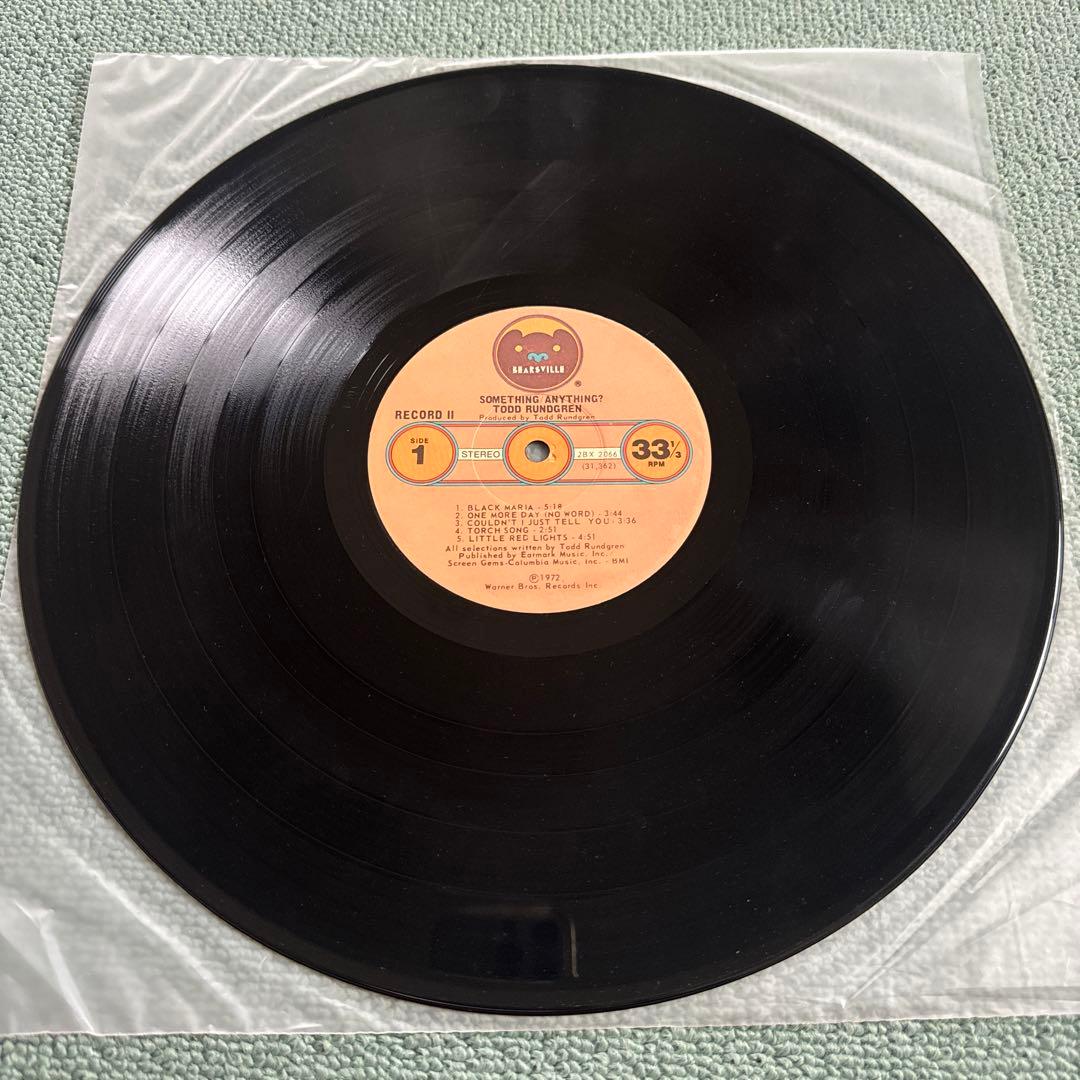 BEARSVILLE
®
SOMETHING/ANYTHING?
TODD RUNDGREN
Produced by Todd Rundgren
RECORD II
SIDE
1
STEREO
2BX 2066
(31,362)
33 1/3
RPM
1. BLACK MARIA - 5:18
2. ONE MORE DAY (NO WORD) - 3:44
3. COULDN'T I JUST TELL YOU - 3:36
4. TORCH SONG - 2:51
5. LITTLE RED LIGHTS - 4:51
All selections written by Todd Rundgren
Published by Earmark Music, Inc.
Screen Gems-Columbia Music, Inc. - BMI
℗1972
Warner Bros. Records Inc.